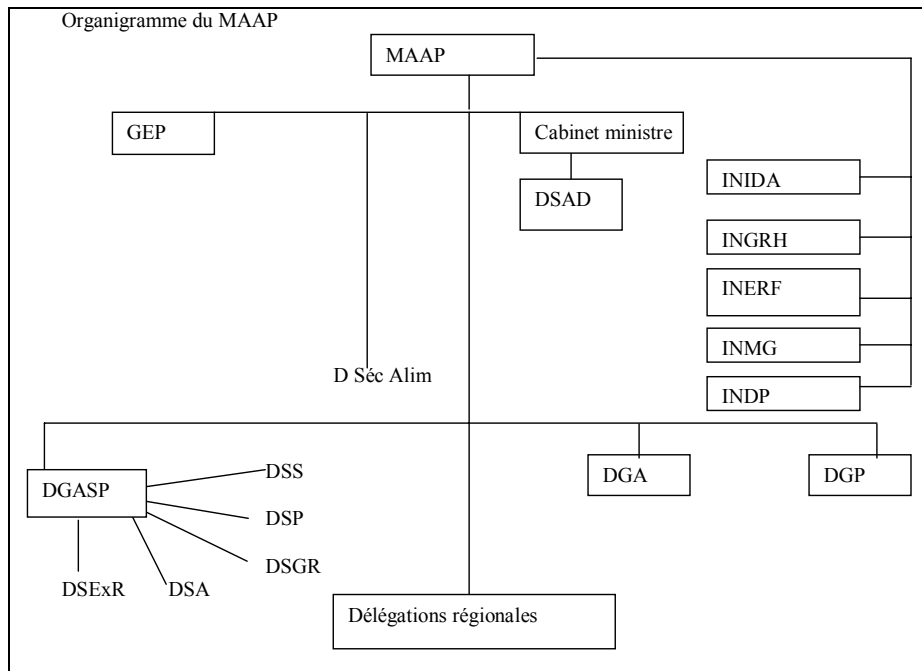 Organigramme du MAAP
MAAP
GEP
Cabinet ministre
DSAD
INIDA
INGRH
INERF
INMG
INDP
D Séc Alim
DGASP
DSS
DSP
DSGR
DSExR
DSA
DGA
DGP
Délégations régionales